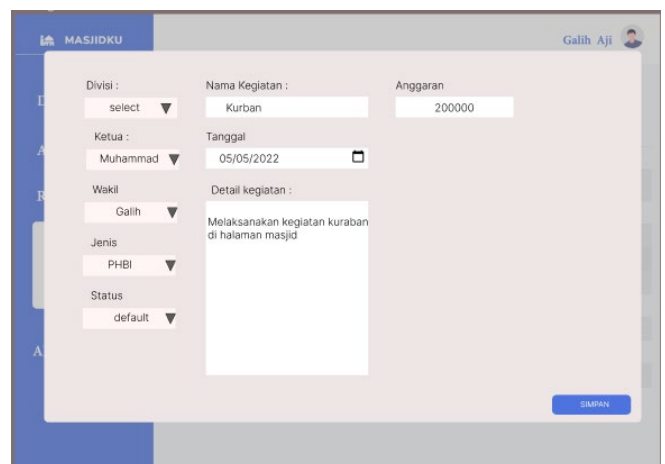 MASJIDKU
Galih Aji
Divisi :
select
Ketua :
Muhammad
Wakil
Galih
Jenis
PHBI
Status
default
Nama Kegiatan :
Kurban
Tanggal
05/05/2022
Detail kegiatan :
Melaksanakan kegiatan kuraban
di halaman masjid
Anggaran
200000
SIMPAN